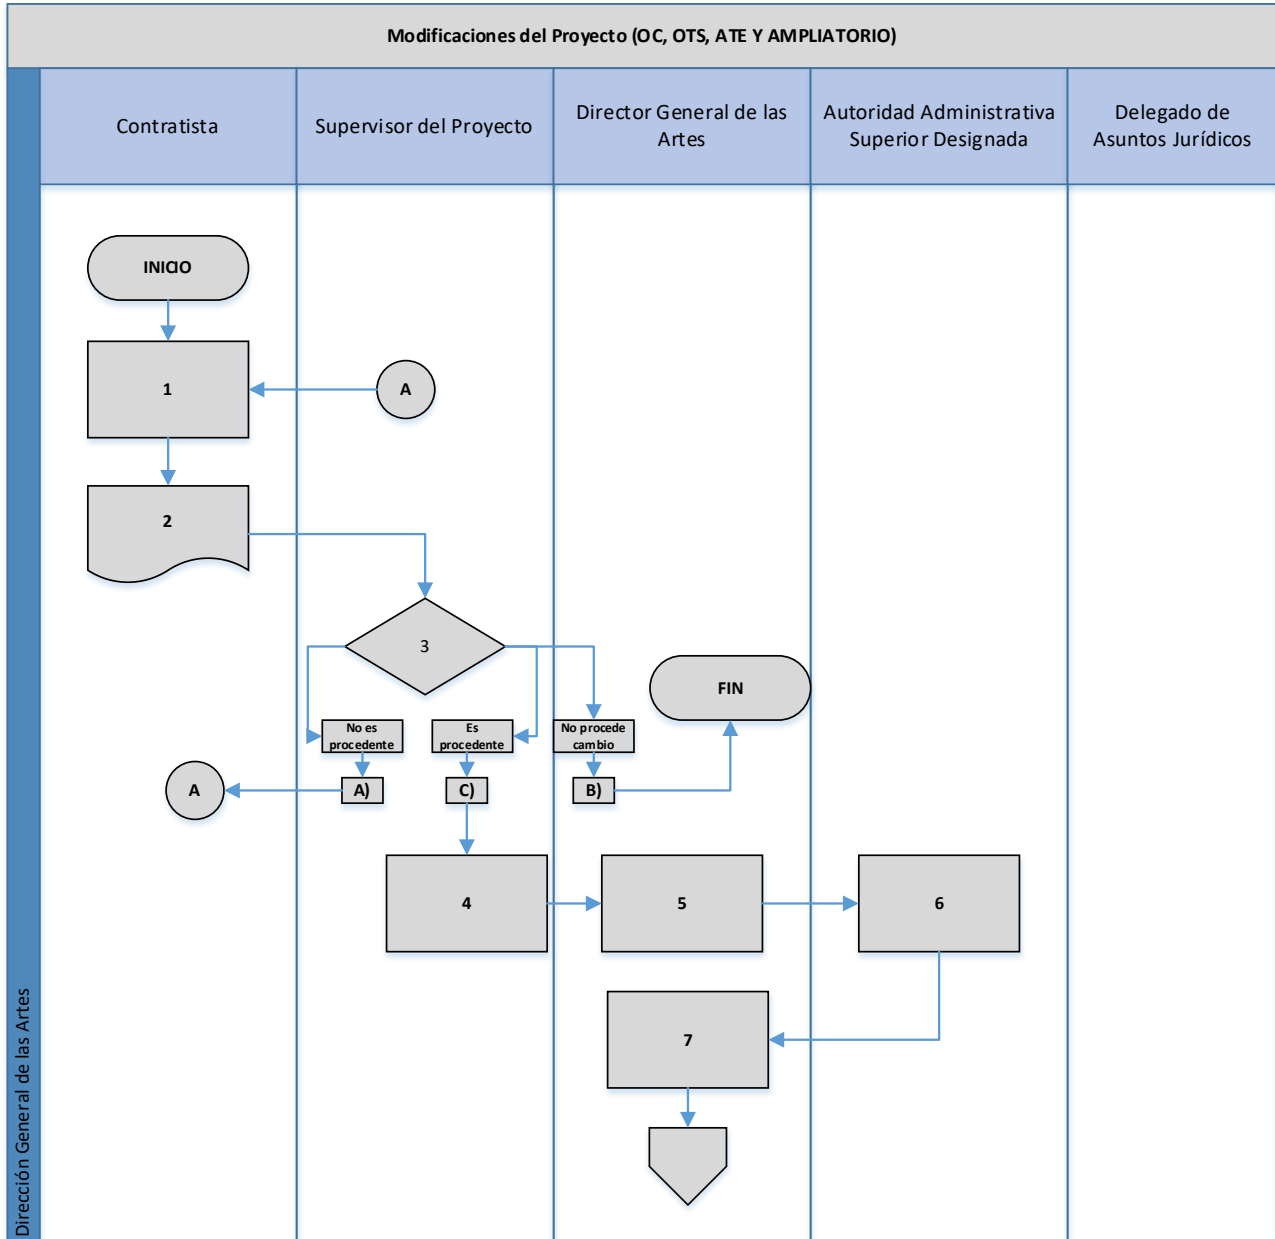 Modificaciones del Proyecto (OC, OTS, ATE Y AMPLIATORIO)
Contratista
Supervisor del Proyecto
Director General de las
Artes
Autoridad Administrativa
Superior Designada
Delegado de
Asuntos Jurídicos
INICIO
1
A
2
3
FIN
No es
procedente
Es
procedente
No procede
cambio
A
A)
C)
B)
4
5
6
7
Dirección General de las Artes